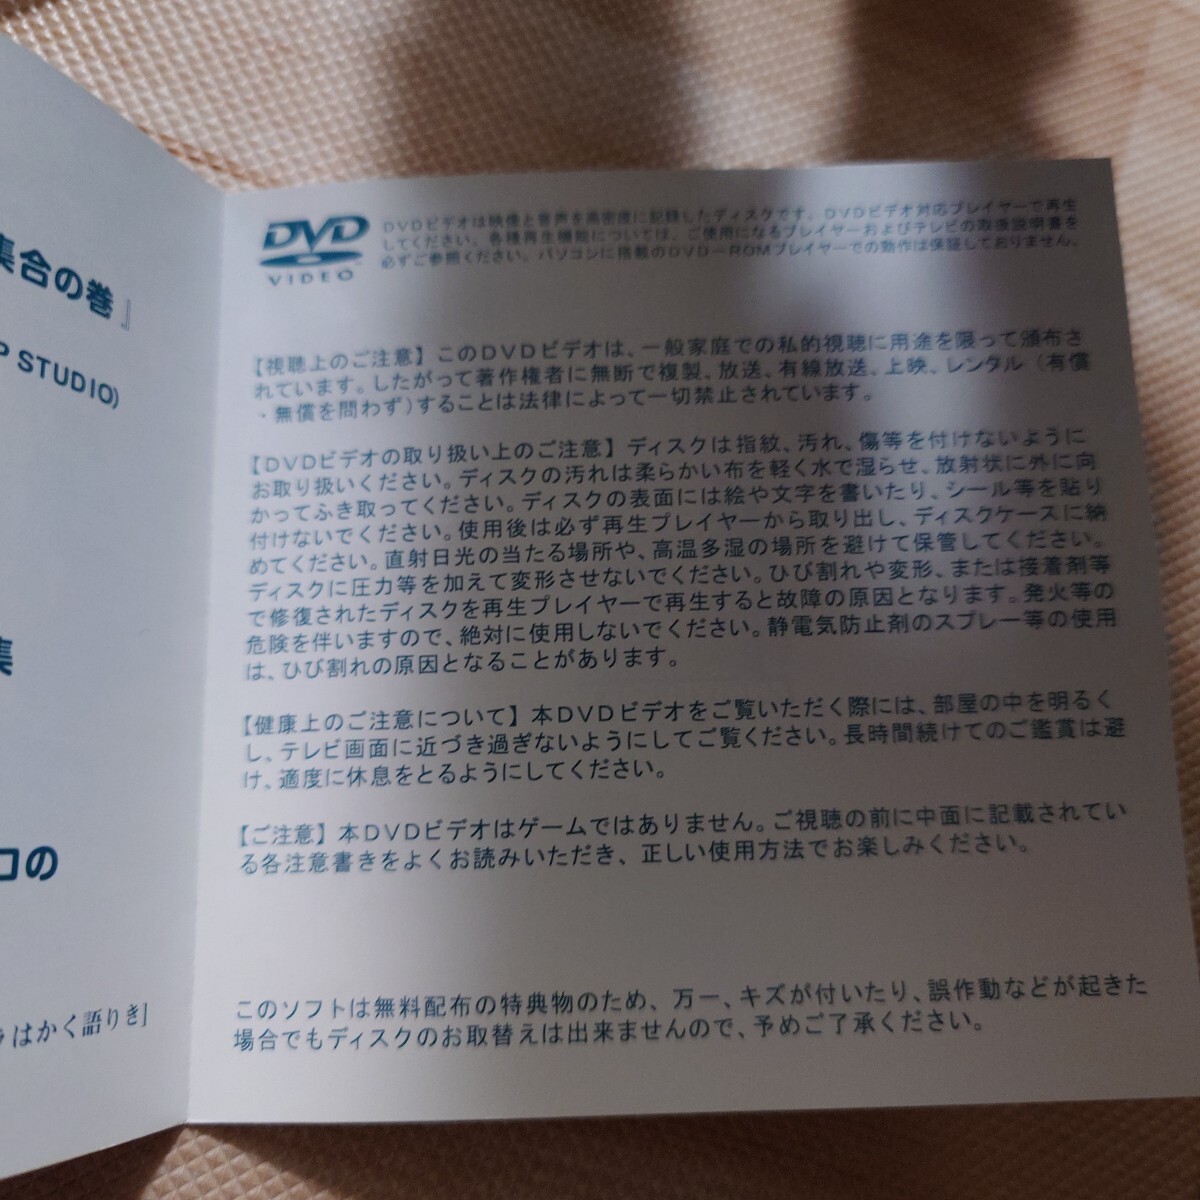 集合の巻』
P STUDIO)
集
コの
はかく語りき]
DVD
VIDEO
DVDビデオは映像と音声を高密度に記録したディスクです。DVDビデオ対応プレイヤーで再生
してください。各種再生機能については、ご使用になるプレイヤーおよびテレビの取扱説明書を
必ずご参照ください。パソコンに搭載のDVD-ROMプレイヤーでの動作は保証しておりません。
【視聴上のご注意】このDVDビデオは、一般家庭での私的視聴に用途を限って頒布さ
れています。したがって著作権者に無断で複製、放送、有線放送、上映、レンタル(有償
・無償を問わず)することは法律によって一切禁止されています。
【DVDビデオの取り扱い上のご注意】ディスクは指紋、汚れ、傷等を付けないように
お取り扱いください。ディスクの汚れは柔らかい布を軽く水で湿らせ、放射状に外に向
かってふき取ってください。ディスクの表面には絵や文字を書いたり、シール等を貼り
付けないでください。使用後は必ず再生プレイヤーから取り出し、ディスクケースに納
めてください。直射日光の当たる場所や、高温多湿の場所を避けて保管してください。
ディスクに圧力等を加えて変形させないでください。ひび割れや変形、または接着剤等
で修復されたディスクを再生プレイヤーで再生すると故障の原因となります。発火等の
危険を伴いますので、絶対に使用しないでください。静電気防止剤のスプレー等の使用
は、ひび割れの原因となることがあります。
【健康上のご注意について】本DVDビデオをご覧いただく際には、部屋の中を明るく
し、テレビ画面に近づき過ぎないようにしてご覧ください。長時間続けてのご鑑賞は避
け、適度に休息をとるようにしてください。
【ご注意】本DVDビデオはゲームではありません。ご視聴の前に中面に記載されてい
る各注意書きをよくお読みいただき、正しい使用方法でお楽しみください。
このソフトは無料配布の特典物のため、万一、キズが付いたり、誤作動などが起きた
場合でもディスクのお取替えは出来ませんので、予めご了承ください。